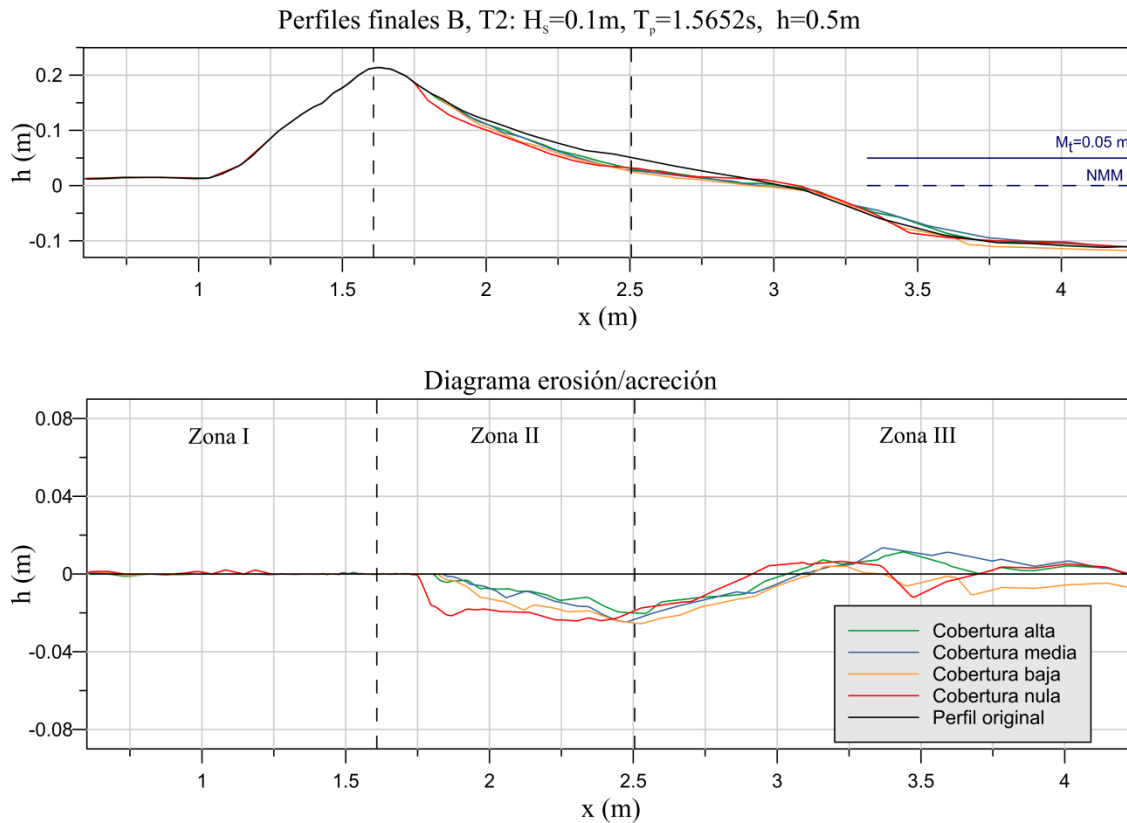 Perfiles finales B, T2: Hs=0.1m, Tp=1.5652s, h=0.5m
0.2
0.1
0
-0.1
h (m)
Mt=0.05 m
NMM
1
1.5
2
2.5
3
3.5
4
x (m)
Diagrama erosión/acreción
0.08
0.04
0
-0.04
-0.08
h (m)
Zona I
Zona II
Zona III
Cobertura alta
Cobertura media
Cobertura baja
Cobertura nula
Perfil original
1
1.5
2
2.5
3
3.5
4
x (m)